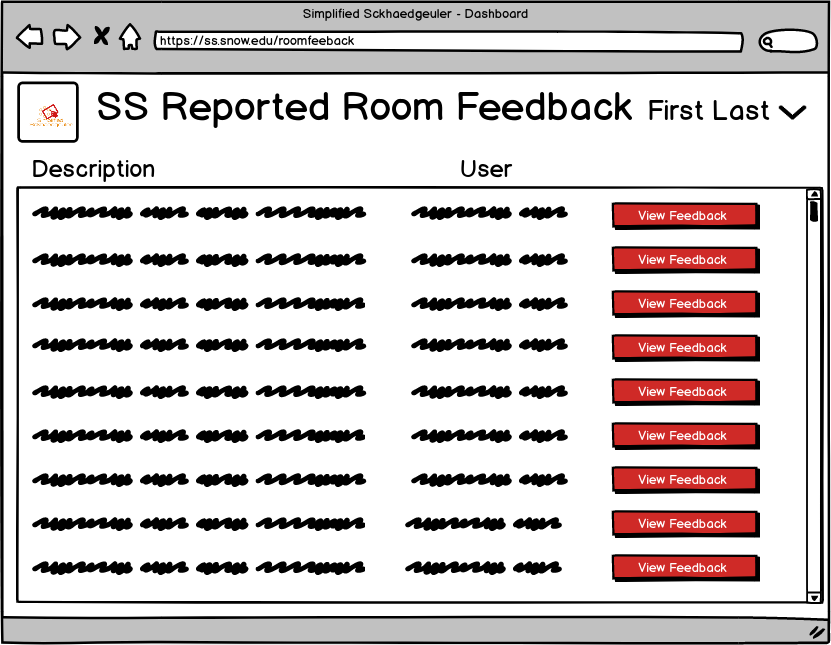 Simplified Sckhaedgeuler - Dashboard
https://ss.snow.edu/roomfeeback
SS Reported Room Feedback First Last
Description User
View Feedback
View Feedback
View Feedback
View Feedback
View Feedback
View Feedback
View Feedback
View Feedback
View Feedback